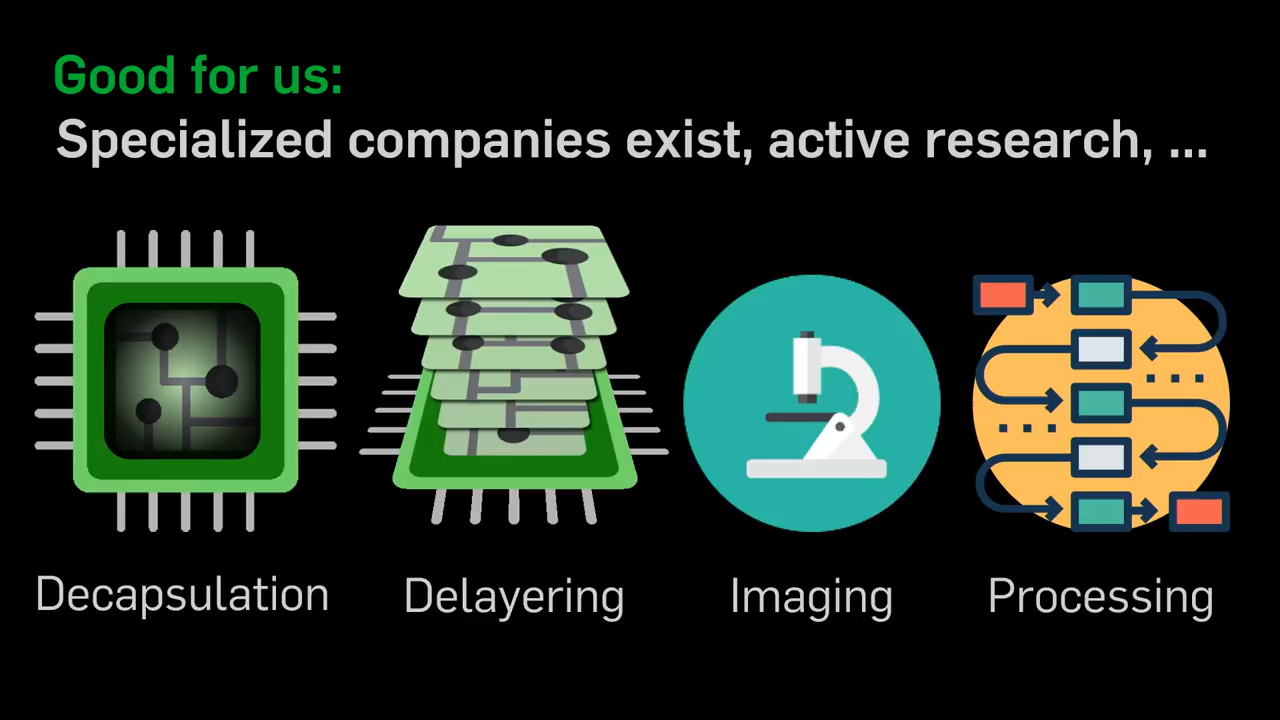 Good for us:
Specialized companies exist, active research, ...
Decapsulation
Delayering
Imaging
Processing